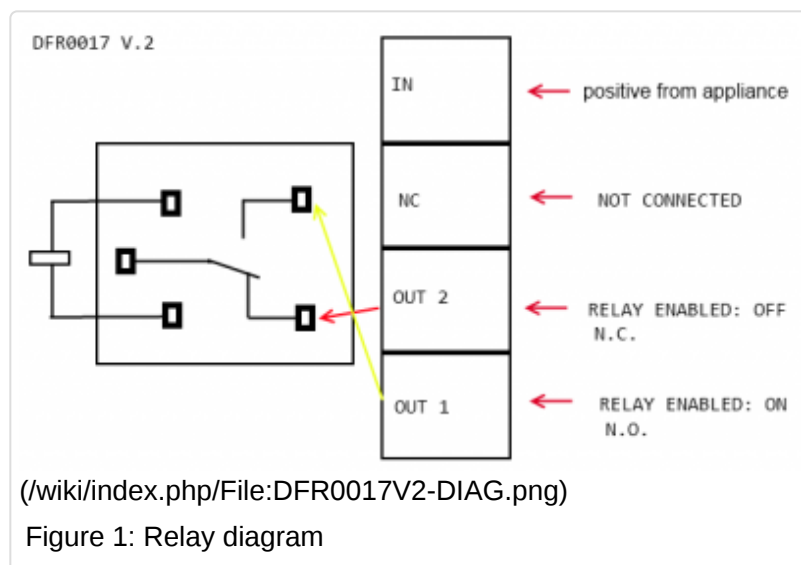 DFR0017 V.2
IN
positive from appliance
NC
NOT CONNECTED
OUT 2
RELAY ENABLED: OFF
N.C.
OUT 1
RELAY ENABLED: ON
N.O.
(/wiki/index.php/File:DFR0017V2-DIAG.png)
Figure 1: Relay diagram